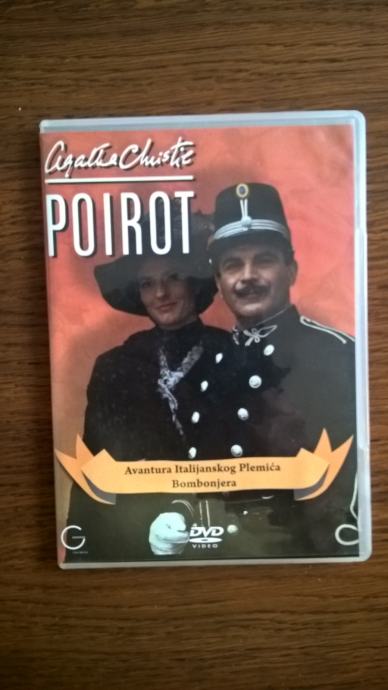 Agatha Christie
POIROT
Avantura Italijanskog Plemića
Bombonjera
G
DVD
VIDEO